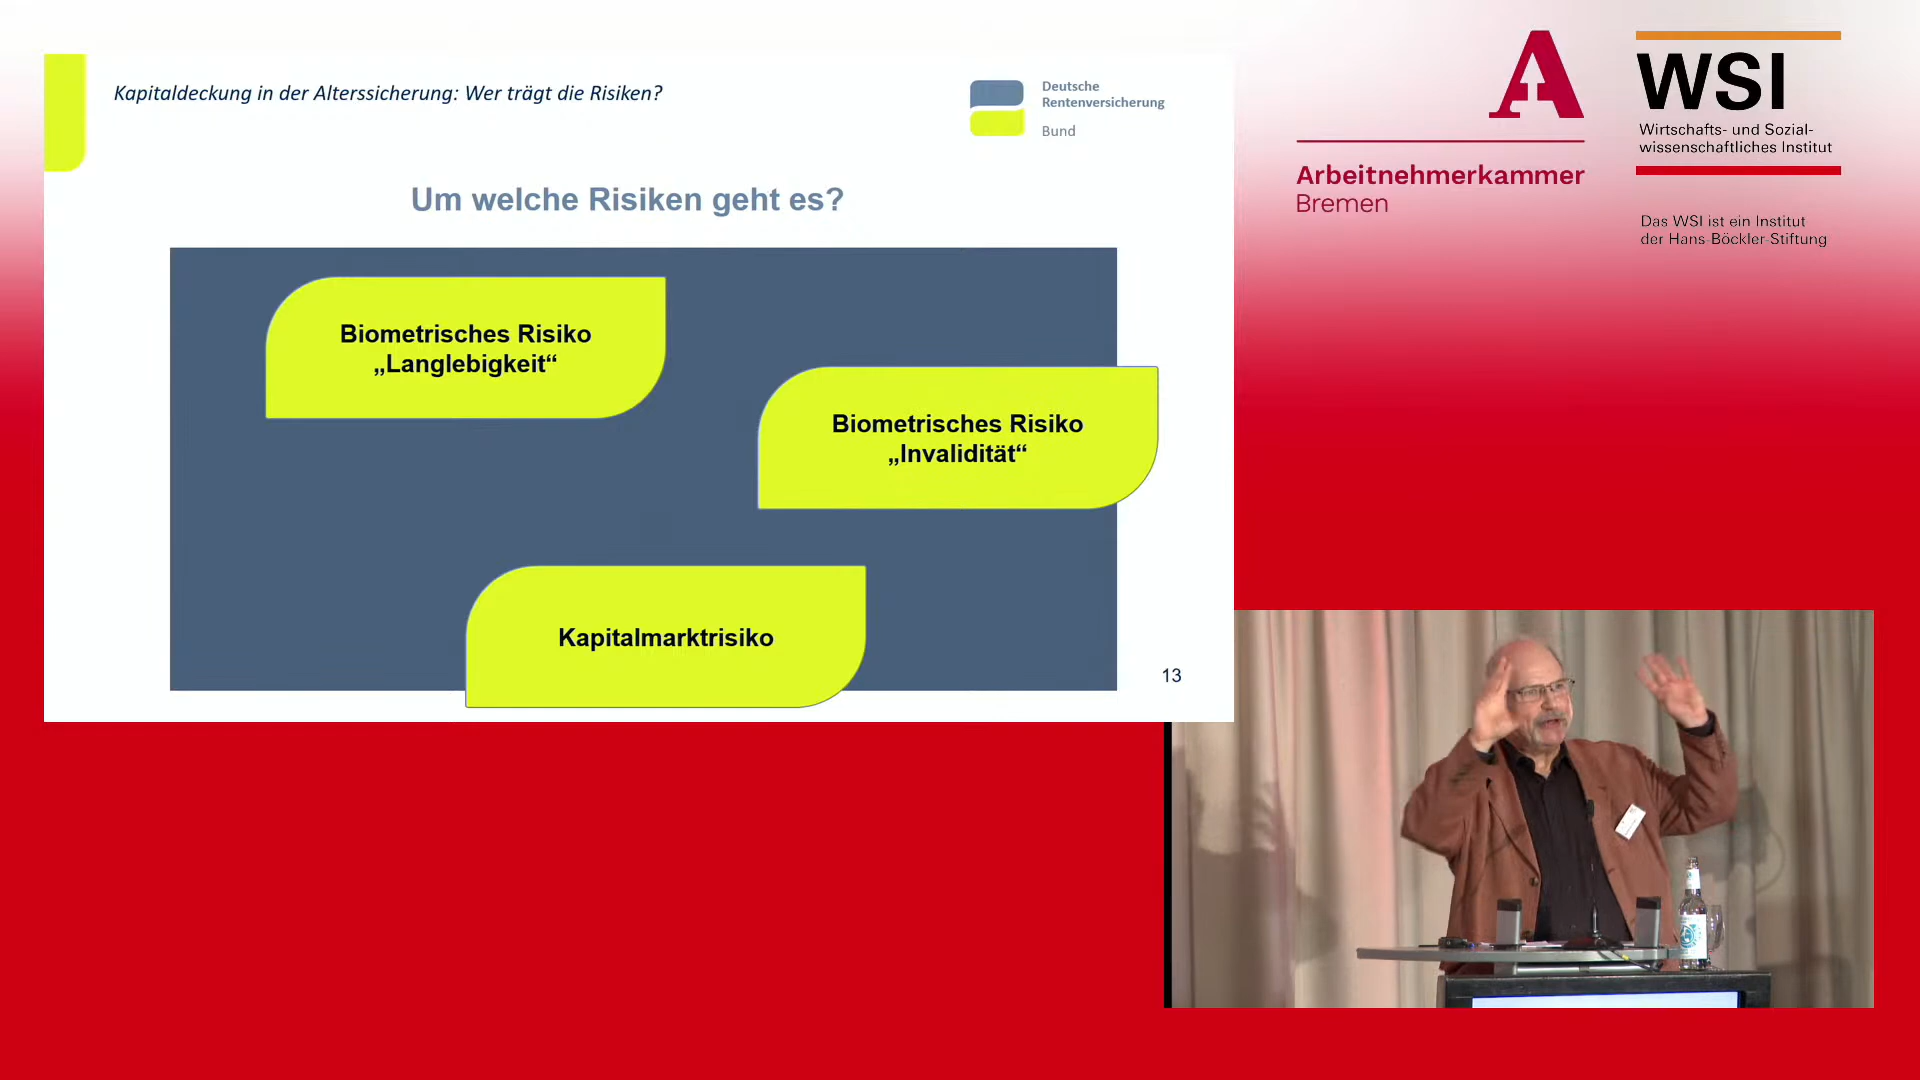 Kapitaldeckung in der Alterssicherung: Wer trägt die Risiken?
Deutsche
Rentenversicherung
Bund
Um welche Risiken geht es?
Biometrisches Risiko
„Langlebigkeit“
Biometrisches Risiko
„Invalidität“
Kapitalmarktrisiko
13
A
Arbeitnehmerkammer
Bremen
WSI
Wirtschafts- und Sozial-
wissenschaftliches Institut
Das WSI ist ein Institut
der Hans-Böckler-Stiftung